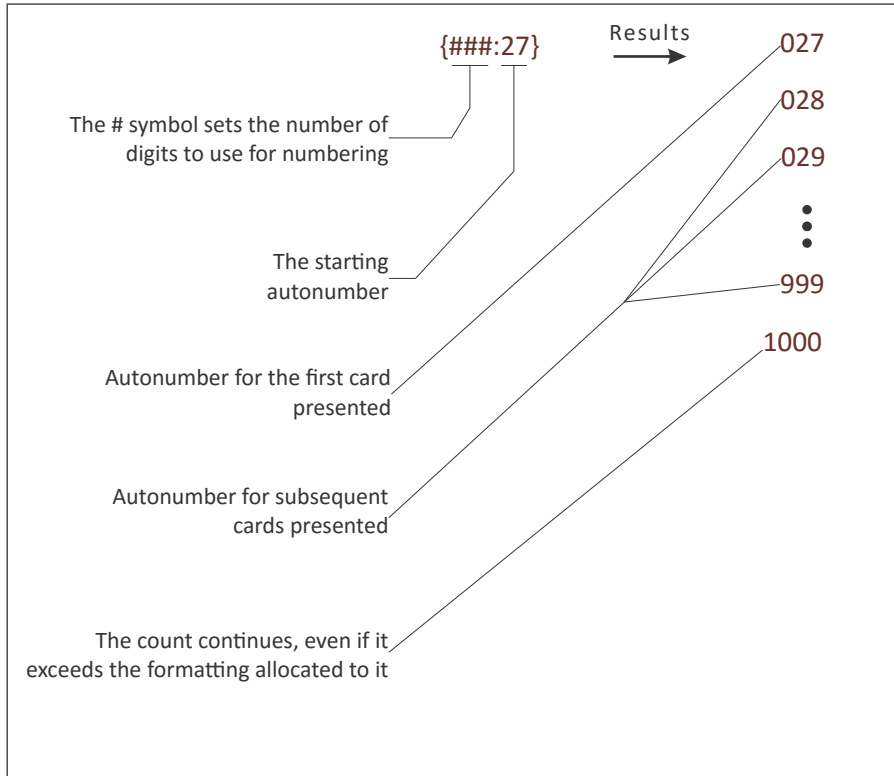 {###:27}
Results
027
028
029
999
1000
The # symbol sets the number of
digits to use for numbering
The starting
autonumber
Autonumber for the first card
presented
Autonumber for subsequent
cards presented
The count continues, even if it
exceeds the formatting allocated to it